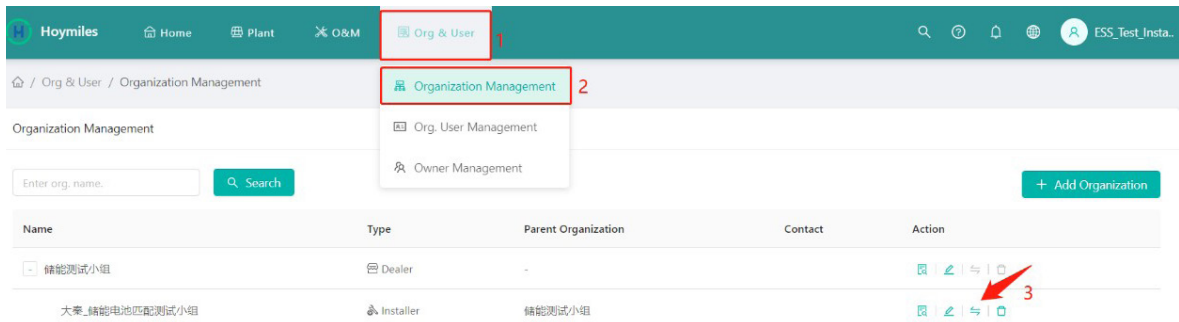 Hoymiles Home Plant O&M Org & User ESS_Test_Insta..
1
/ Org & User / Organization Management
Organization Management 2
Organization Management
Org. User Management
Owner Management
Enter org. name. Search
+ Add Organization
Name Type Parent Organization Contact Action
- 储能测试小组 Dealer -
3
大秦_储能电池匹配测试小组 Installer 储能测试小组